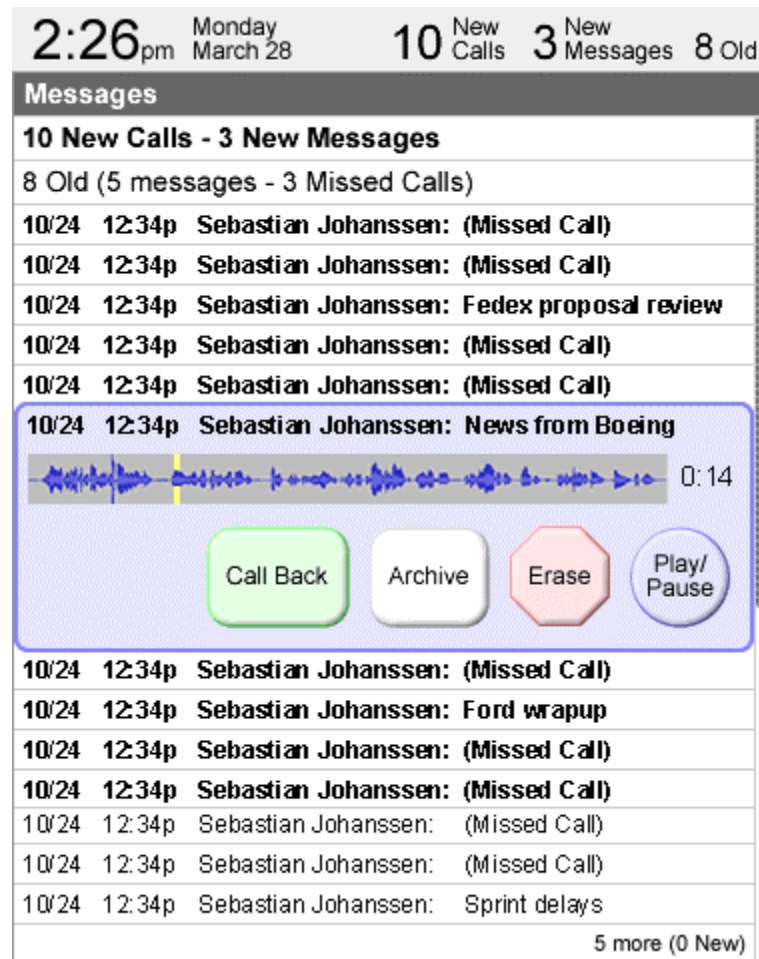 2:26pm Monday March 28 10 New Calls 3 New Messages 8 Old
Messages
10 New Calls - 3 New Messages
8 Old (5 messages - 3 Missed Calls)
10/24 12:34p Sebastian Johanssen: (Missed Call)
10/24 12:34p Sebastian Johanssen: (Missed Call)
10/24 12:34p Sebastian Johanssen: Fedex proposal review
10/24 12:34p Sebastian Johanssen: (Missed Call)
10/24 12:34p Sebastian Johanssen: (Missed Call)
10/24 12:34p Sebastian Johanssen: News from Boeing
0:14
Call Back Archive Erase Play/Pause
10/24 12:34p Sebastian Johanssen: (Missed Call)
10/24 12:34p Sebastian Johanssen: Ford wrapup
10/24 12:34p Sebastian Johanssen: (Missed Call)
10/24 12:34p Sebastian Johanssen: (Missed Call)
10/24 12:34p Sebastian Johanssen: (Missed Call)
10/24 12:34p Sebastian Johanssen: (Missed Call)
10/24 12:34p Sebastian Johanssen: Sprint delays
5 more (0 New)